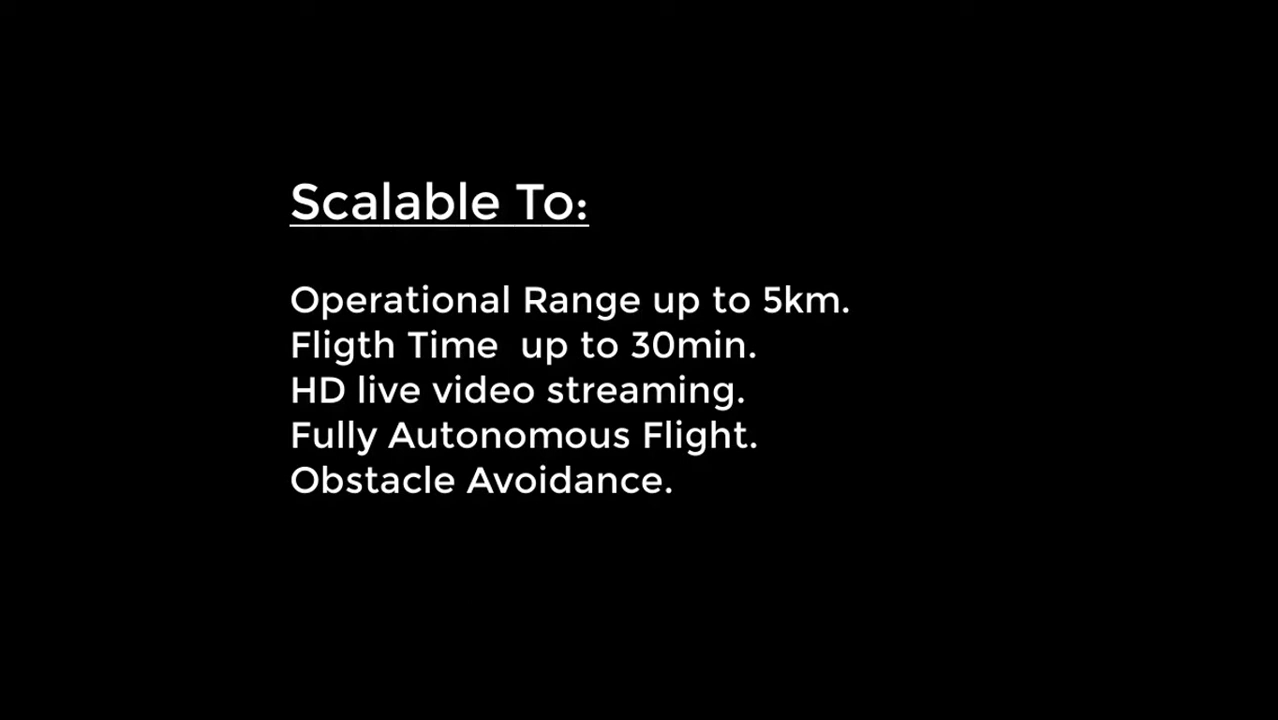 Scalable To:
Operational Range up to 5km.
Fligth Time  up to 30min.
HD live video streaming.
Fully Autonomous Flight.
Obstacle Avoidance.